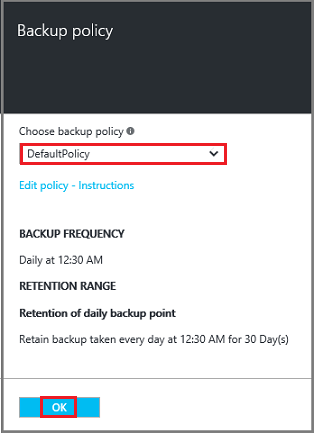 Backup policy
Choose backup policy
DefaultPolicy
Edit policy - Instructions
BACKUP FREQUENCY
Daily at 12:30 AM
RETENTION RANGE
Retention of daily backup point
Retain backup taken every day at 12:30 AM for 30 Day(s)
OK